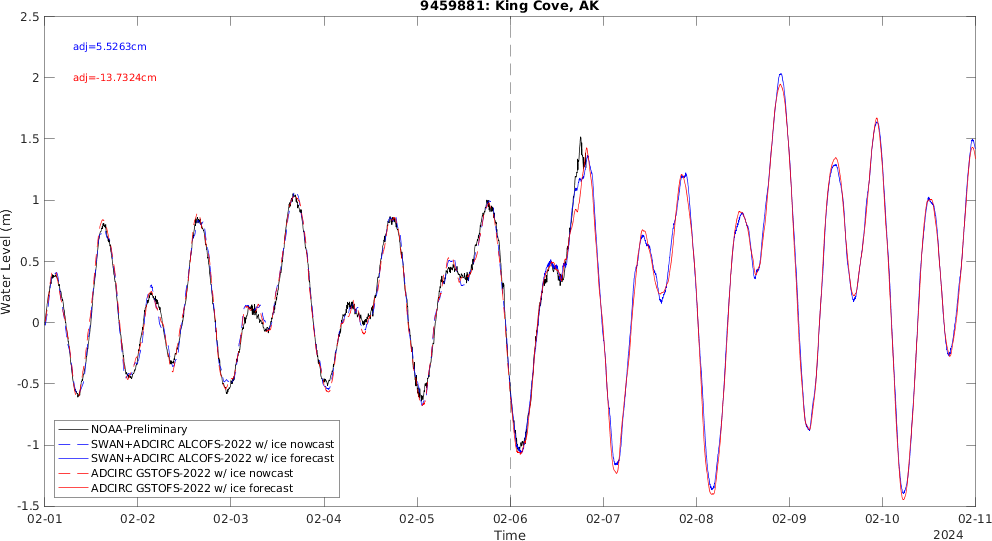 9459881: King Cove, AK
adj=5.5263cm
adj=-13.7324cm
Water Level (m)
2.5
2
1.5
1
0.5
0
-0.5
-1
-1.5
NOAA-Preliminary
SWAN+ADCIRC ALCOFS-2022 w/ ice nowcast
SWAN+ADCIRC ALCOFS-2022 w/ ice forecast
ADCIRC GSTOFS-2022 w/ ice nowcast
ADCIRC GSTOFS-2022 w/ ice forecast
02-01 02-02 02-03 02-04 02-05 02-06 02-07 02-08 02-09 02-10 02-11
Time
2024